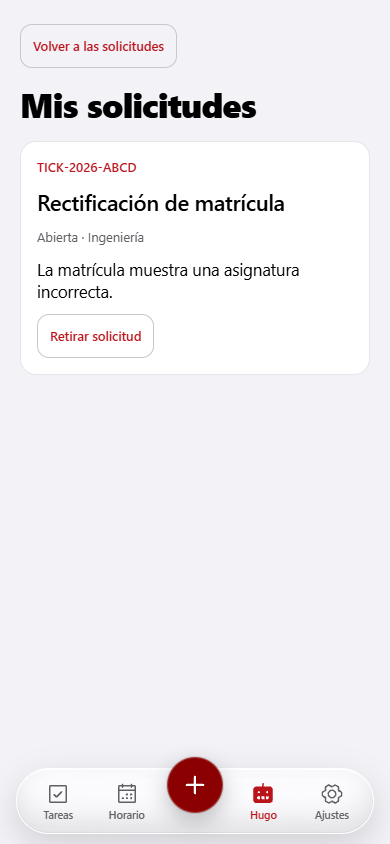 Volver a las solicitudes
Mis solicitudes
TICK-2026-ABCD
Rectificación de matrícula
Abierta · Ingeniería
La matrícula muestra una asignatura
incorrecta.
Retirar solicitud
Tareas
Horario
Hugo
Ajustes